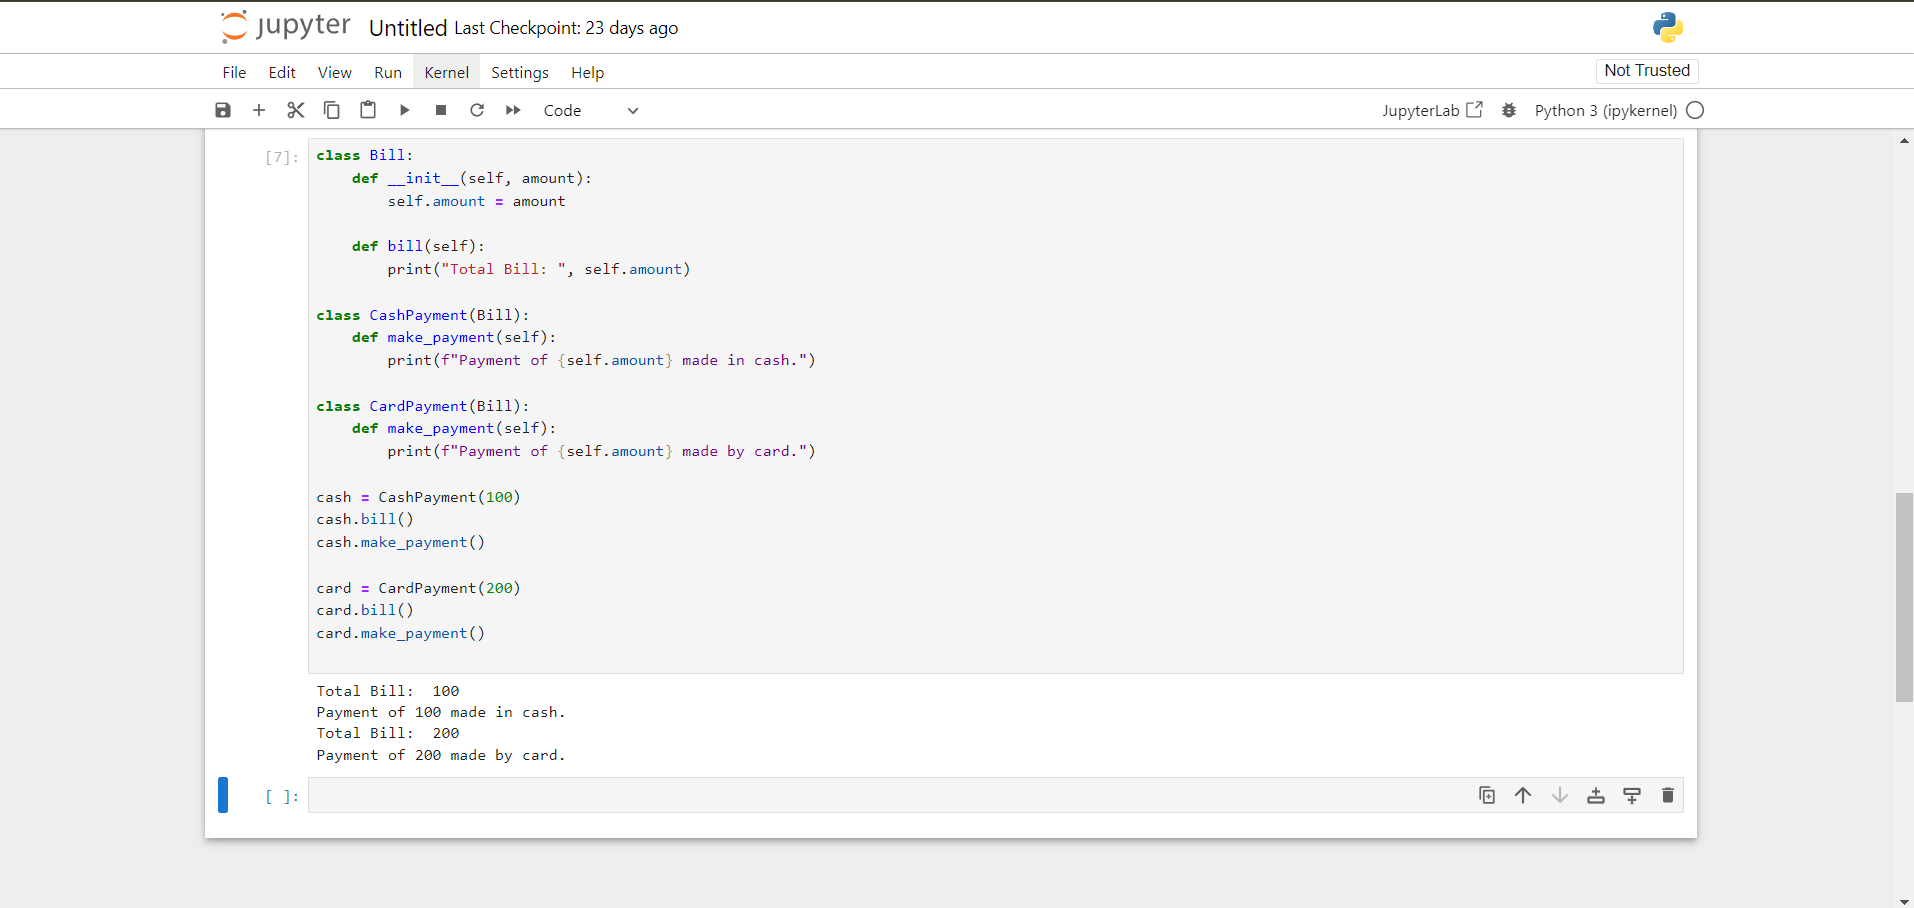 jupyter Untitled Last Checkpoint: 23 days ago
File Edit View Run Kernel Settings Help Not Trusted
Code JupyterLab Python 3 (ipykernel)
[7]: class Bill:
    def __init__(self, amount):
        self.amount = amount

    def bill(self):
        print("Total Bill: ", self.amount)

class CashPayment(Bill):
    def make_payment(self):
        print(f"Payment of {self.amount} made in cash.")

class CardPayment(Bill):
    def make_payment(self):
        print(f"Payment of {self.amount} made by card.")

cash = CashPayment(100)
cash.bill()
cash.make_payment()

card = CardPayment(200)
card.bill()
card.make_payment()

Total Bill:  100
Payment of 100 made in cash.
Total Bill:  200
Payment of 200 made by card.
[ ]: